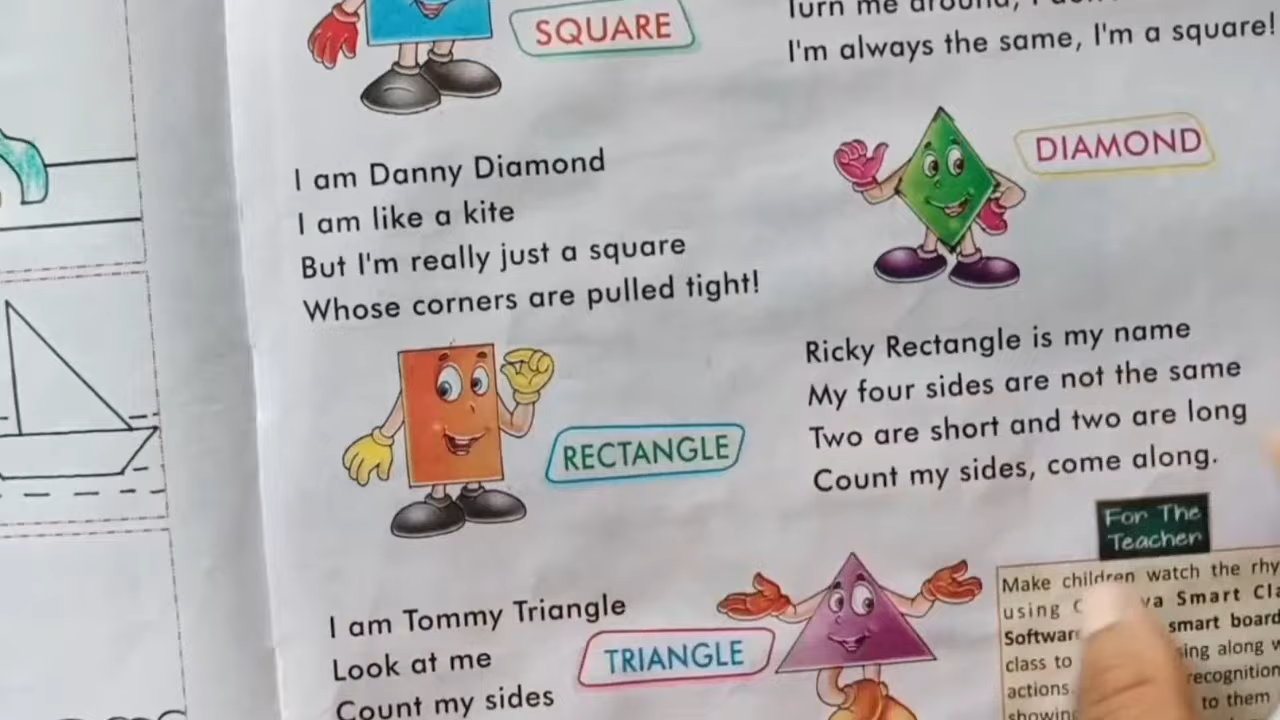 SQUARE
I'm always the same, I'm a square!
I am Danny Diamond
I am like a kite
But I'm really just a square
Whose corners are pulled tight!
DIAMOND
RECTANGLE
Ricky Rectangle is my name
My four sides are not the same
Two are short and two are long
Count my sides, come along.
I am Tommy Triangle
Look at me
Count my sides
TRIANGLE
For The
Teacher
Make children watch the
using Smart
smart board
class to sing along
actions. recognition
to them